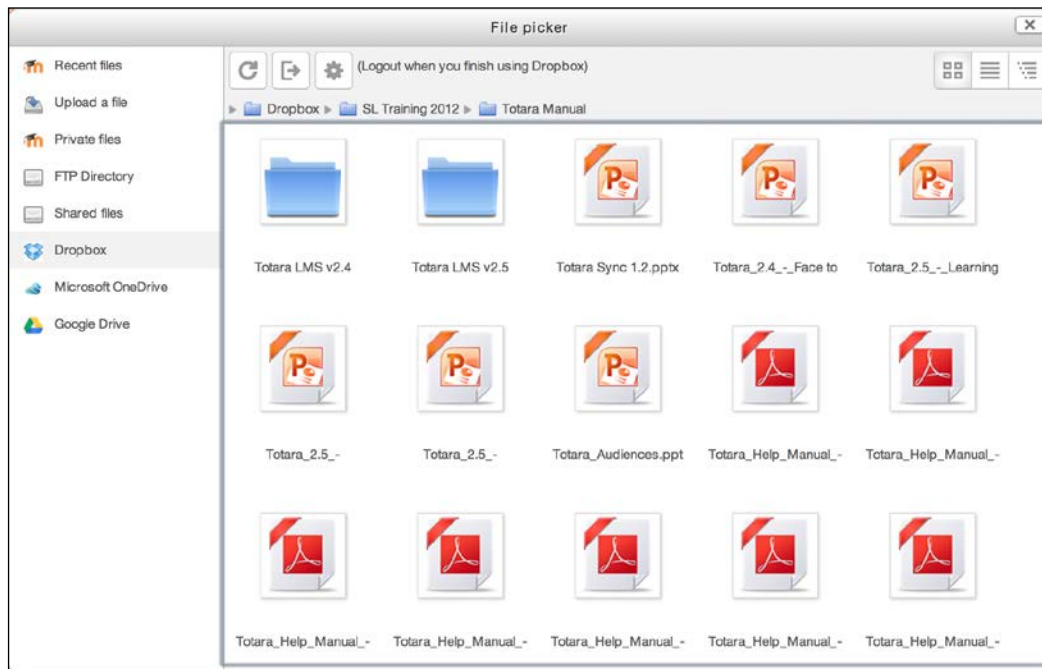 File picker
Recent files
Upload a file
Private files
FTP Directory
Shared files
Dropbox
Microsoft OneDrive
Google Drive
(Logout when you finish using Dropbox)
Dropbox SL Training 2012 Totara Manual
Totara LMS v2.4 Totara LMS v2.5 Totara Sync 1.2.pptx Totara_2.4_-_Face to Totara_2.5_-_Learning
Totara_2.5_- Totara_2.5_- Totara_Audiences.ppt Totara_Help_Manual_- Totara_Help_Manual_-
Totara_Help_Manual_- Totara_Help_Manual_- Totara_Help_Manual_- Totara_Help_Manual_- Totara_Help_Manual_-